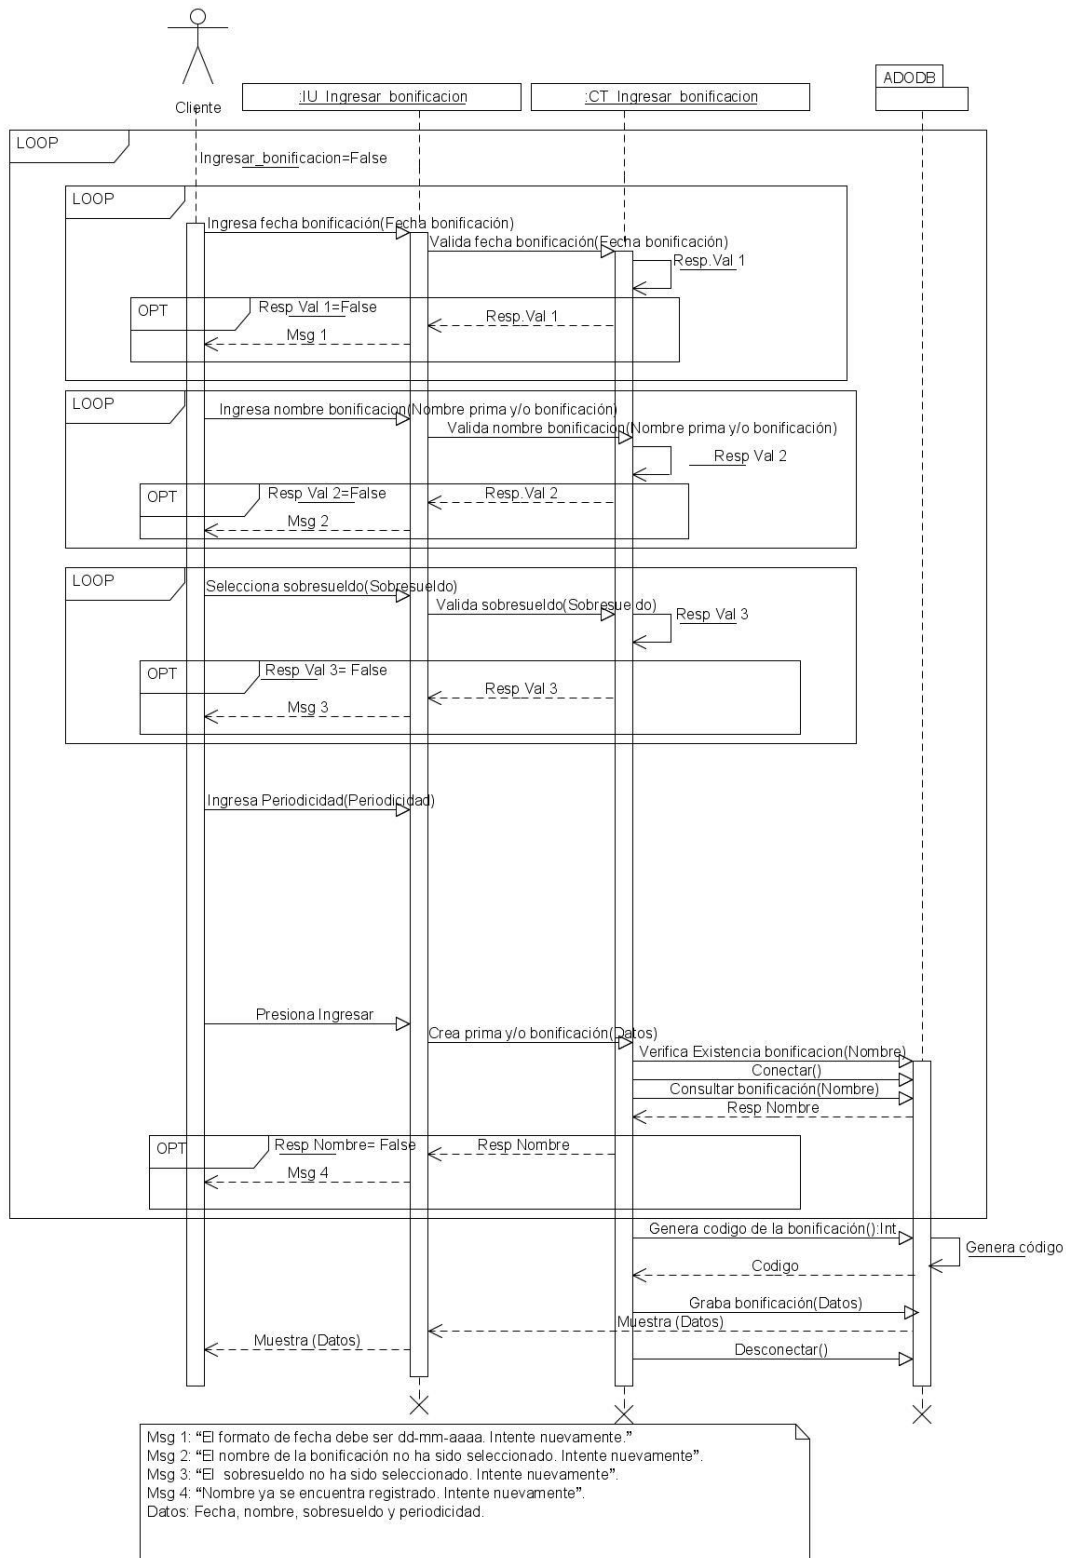 ADODB
:IU_Ingresar_bonificacion
:CT_Ingresar_bonificacion
Cliente
LOOP
Ingresar_bonificacion=False
LOOP
Ingresa fecha bonificación(Fecha bonificación)
Valida fecha bonificación(Fecha bonificación)
Resp.Val 1
OPT
Resp Val 1=False
Resp.Val 1
Msg 1
LOOP
Ingresa nombre bonificacion(Nombre prima y/o bonificación)
Valida nombre bonificacion(Nombre prima y/o bonificación)
Resp Val 2
OPT
Resp Val 2=False
Resp.Val 2
Msg 2
LOOP
Selecciona sobresueldo(Sobresueldo)
Valida sobresueldo(Sobresueldo)
Resp Val 3
OPT
Resp Val 3= False
Resp Val 3
Msg 3
Ingresa Periodicidad(Periodicidad)
Presiona Ingresar
Crea prima y/o bonificación(Datos)
Verifica Existencia bonificacion(Nombre)
Conectar()
Consultar bonificación(Nombre)
Resp Nombre
OPT
Resp Nombre= False
Resp Nombre
Msg 4
Genera codigo de la bonificación():Int
Genera código
Codigo
Graba bonificación(Datos)
Muestra (Datos)
Muestra (Datos)
Desconectar()
Msg 1: “El formato de fecha debe ser dd-mm-aaaa. Intente nuevamente.”
Msg 2: “El nombre de la bonificación no ha sido seleccionado. Intente nuevamente”.
Msg 3: “El  sobresueldo no ha sido seleccionado. Intente nuevamente”.
Msg 4: “Nombre ya se encuentra registrado. Intente nuevamente”.
Datos: Fecha, nombre, sobresueldo y periodicidad.